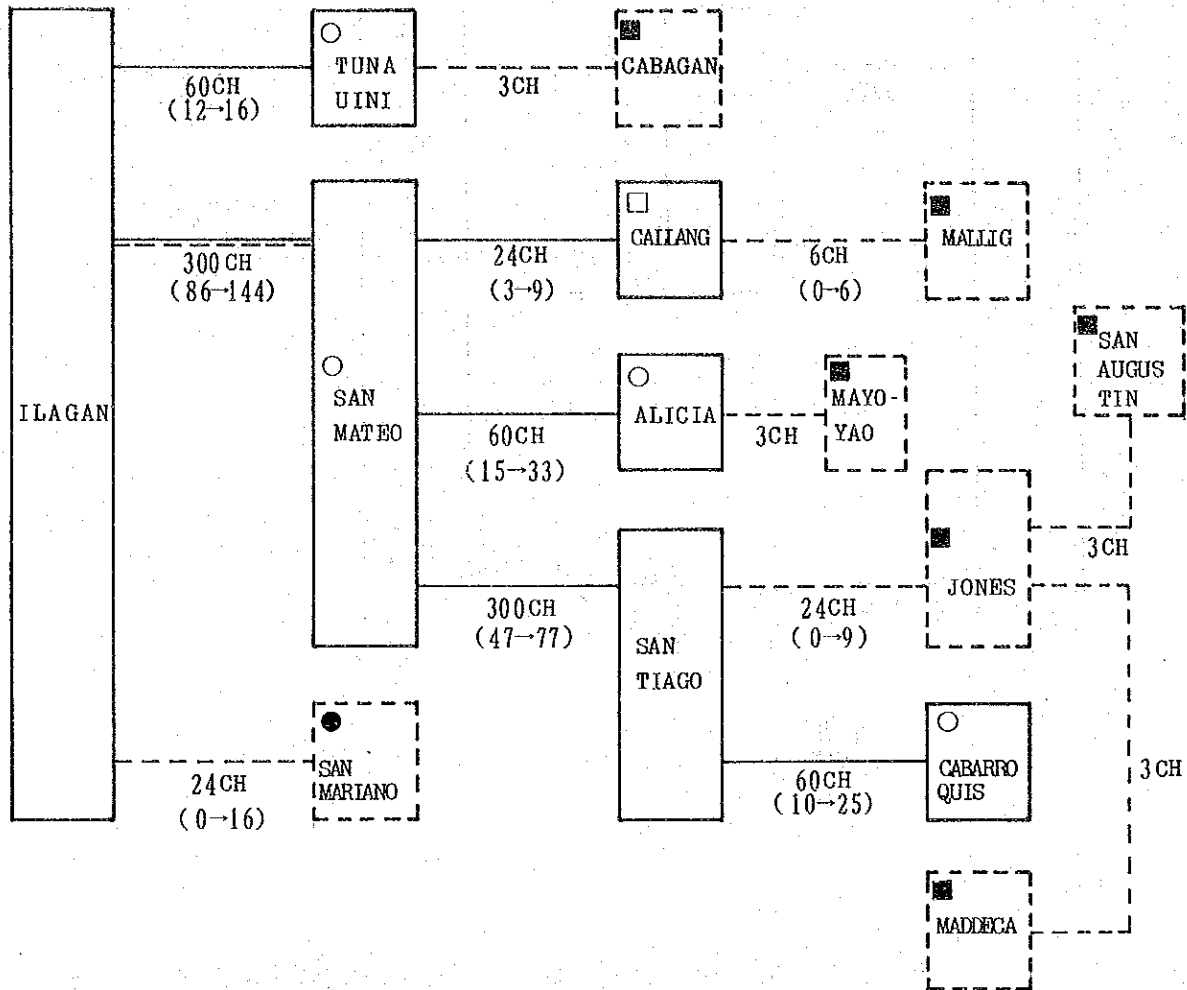 TUNA
UINI
CABAGAN
60CH
(12→16)
3CH
CALLANG
MALLIG
300CH
(86→144)
24CH
(3→9)
6CH
(0→6)
SAN
AUGUS
TIN
ILAGAN
SAN
MATEO
ALICIA
MAYO-
YAO
60CH
(15→33)
3CH
3CH
JONES
300CH
(47→77)
24CH
(0→9)
SAN
TIAGO
SAN
MARIANO
24CH
(0→16)
60CH
(10→25)
CABARRO
QUIS
3CH
MADDECA